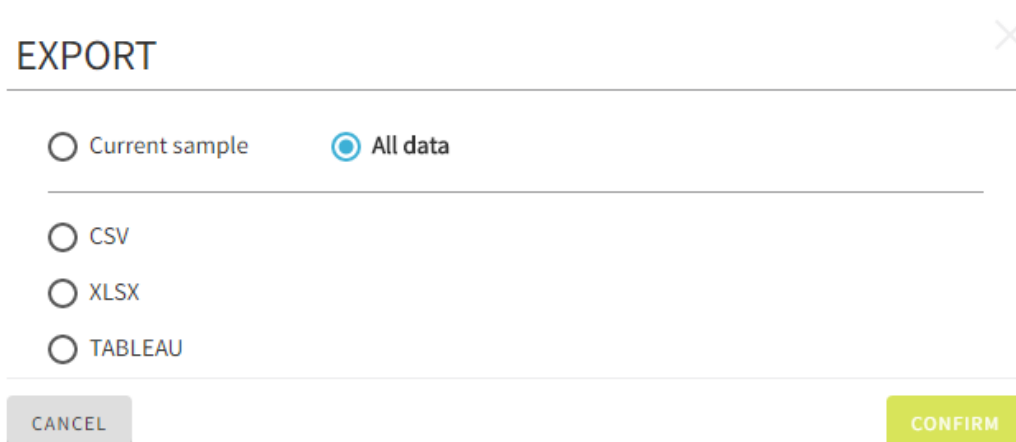 EXPORT
Current sample All data
CSV
XLSX
TABLEAU
CANCEL CONFIRM